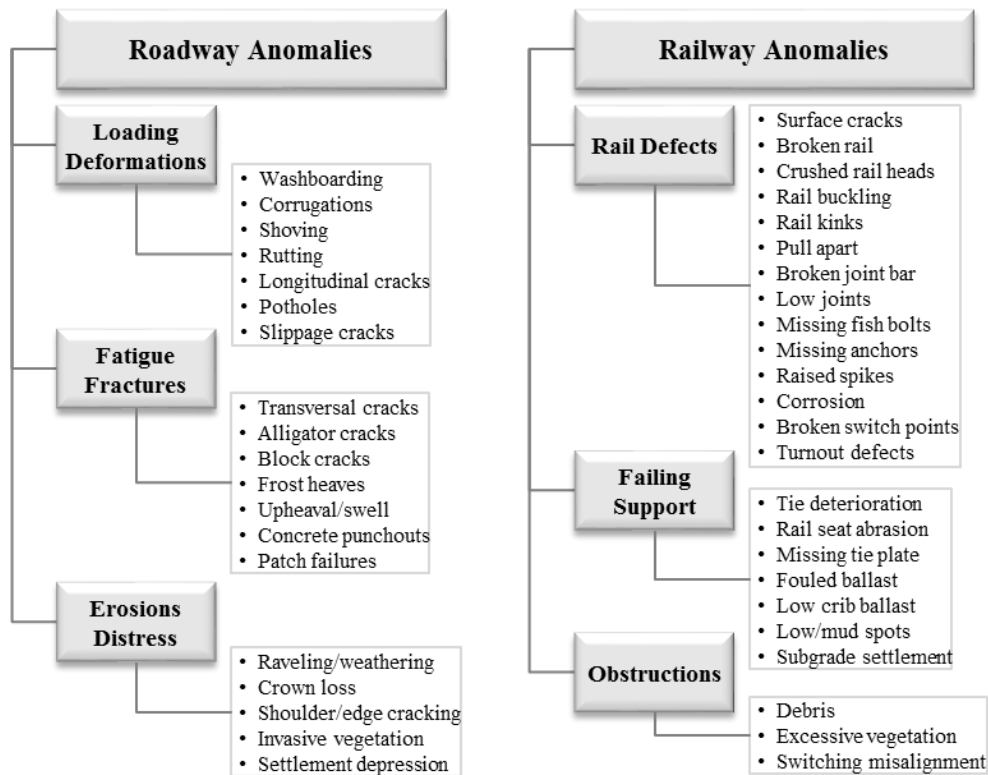 Roadway Anomalies
Loading
Deformations
• Washboarding
• Corrugations
• Shoving
• Rutting
• Longitudinal cracks
• Potholes
• Slippage cracks
Fatigue
Fractures
• Transversal cracks
• Alligator cracks
• Block cracks
• Frost heaves
• Upheaval/swell
• Concrete punchouts
• Patch failures
Erosions
Distress
• Raveling/weathering
• Crown loss
• Shoulder/edge cracking
• Invasive vegetation
• Settlement depression
Railway Anomalies
Rail Defects
• Surface cracks
• Broken rail
• Crushed rail heads
• Rail buckling
• Rail kinks
• Pull apart
• Broken joint bar
• Low joints
• Missing fish bolts
• Missing anchors
• Raised spikes
• Corrosion
• Broken switch points
• Turnout defects
Failing
Support
• Tie deterioration
• Rail seat abrasion
• Missing tie plate
• Fouled ballast
• Low crib ballast
• Low/mud spots
• Subgrade settlement
Obstructions
• Debris
• Excessive vegetation
• Switching misalignment